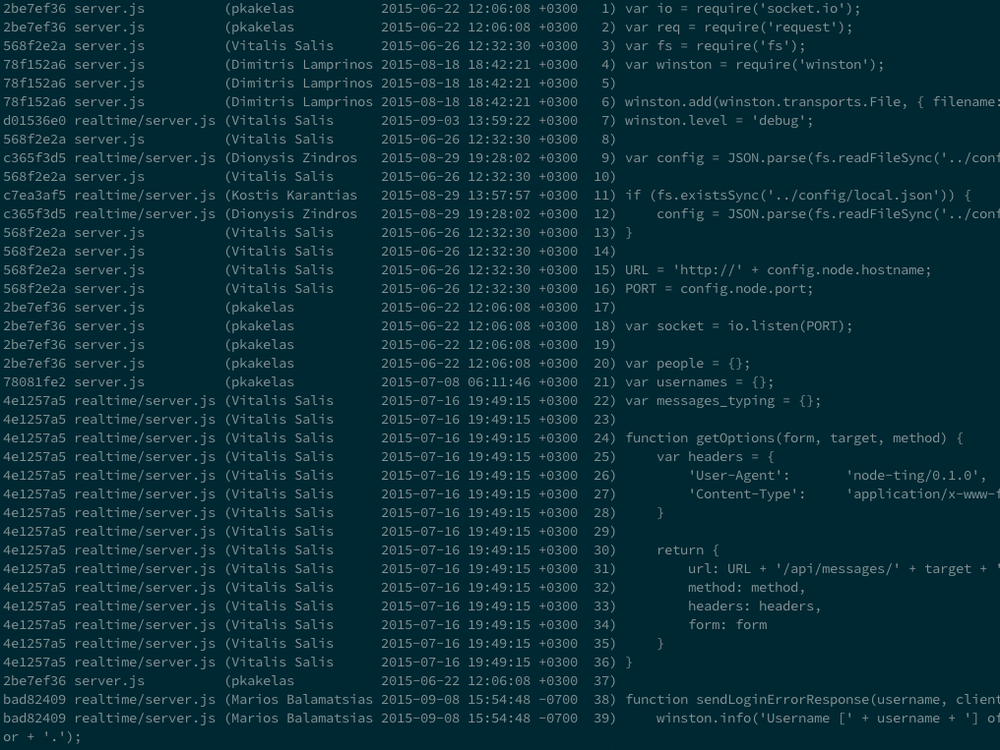 2be7ef36 server.js          (pkakelas           2015-06-22 12:06:08 +0300   1) var io = require('socket.io');
2be7ef36 server.js          (pkakelas           2015-06-22 12:06:08 +0300   2) var req = require('request');
568f2e2a server.js          (Vitalis Salis      2015-06-26 12:32:30 +0300   3) var fs = require('fs');
78f152a6 server.js          (Dimitris Lamprinos 2015-08-18 18:42:21 +0300   4) var winston = require('winston');
78f152a6 server.js          (Dimitris Lamprinos 2015-08-18 18:42:21 +0300   5)
78f152a6 server.js          (Dimitris Lamprinos 2015-08-18 18:42:21 +0300   6) winston.add(winston.transports.File, { filename:
d01536e0 realtime/server.js (Vitalis Salis      2015-09-03 13:59:22 +0300   7) winston.level = 'debug';
568f2e2a server.js          (Vitalis Salis      2015-06-26 12:32:30 +0300   8)
c365f3d5 realtime/server.js (Dionysis Zindros   2015-08-29 19:28:02 +0300   9) var config = JSON.parse(fs.readFileSync('../conf
568f2e2a server.js          (Vitalis Salis      2015-06-26 12:32:30 +0300  10)
c7ea3af5 realtime/server.js (Kostis Karantias   2015-08-29 13:57:57 +0300  11) if (fs.existsSync('../config/local.json')) {
c365f3d5 realtime/server.js (Dionysis Zindros   2015-08-29 19:28:02 +0300  12)     config = JSON.parse(fs.readFileSync('../conf
568f2e2a server.js          (Vitalis Salis      2015-06-26 12:32:30 +0300  13) }
568f2e2a server.js          (Vitalis Salis      2015-06-26 12:32:30 +0300  14)
568f2e2a server.js          (Vitalis Salis      2015-06-26 12:32:30 +0300  15) URL = 'http://' + config.node.hostname;
568f2e2a server.js          (Vitalis Salis      2015-06-26 12:32:30 +0300  16) PORT = config.node.port;
2be7ef36 server.js          (pkakelas           2015-06-22 12:06:08 +0300  17)
2be7ef36 server.js          (pkakelas           2015-06-22 12:06:08 +0300  18) var socket = io.listen(PORT);
2be7ef36 server.js          (pkakelas           2015-06-22 12:06:08 +0300  19)
2be7ef36 server.js          (pkakelas           2015-06-22 12:06:08 +0300  20) var people = {};
78081fe2 server.js          (pkakelas           2015-07-08 06:11:46 +0300  21) var usernames = {};
4e1257a5 realtime/server.js (Vitalis Salis      2015-07-16 19:49:15 +0300  22) var messages_typing = {};
4e1257a5 realtime/server.js (Vitalis Salis      2015-07-16 19:49:15 +0300  23)
4e1257a5 realtime/server.js (Vitalis Salis      2015-07-16 19:49:15 +0300  24) function getOptions(form, target, method) {
4e1257a5 realtime/server.js (Vitalis Salis      2015-07-16 19:49:15 +0300  25)     var headers = {
4e1257a5 realtime/server.js (Vitalis Salis      2015-07-16 19:49:15 +0300  26)         'User-Agent':       'node-ting/0.1.0',
4e1257a5 realtime/server.js (Vitalis Salis      2015-07-16 19:49:15 +0300  27)         'Content-Type':     'application/x-www-f
4e1257a5 realtime/server.js (Vitalis Salis      2015-07-16 19:49:15 +0300  28)     }
4e1257a5 realtime/server.js (Vitalis Salis      2015-07-16 19:49:15 +0300  29)
4e1257a5 realtime/server.js (Vitalis Salis      2015-07-16 19:49:15 +0300  30)     return {
4e1257a5 realtime/server.js (Vitalis Salis      2015-07-16 19:49:15 +0300  31)         url: URL + '/api/messages/' + target + '
4e1257a5 realtime/server.js (Vitalis Salis      2015-07-16 19:49:15 +0300  32)         method: method,
4e1257a5 realtime/server.js (Vitalis Salis      2015-07-16 19:49:15 +0300  33)         headers: headers,
4e1257a5 realtime/server.js (Vitalis Salis      2015-07-16 19:49:15 +0300  34)         form: form
4e1257a5 realtime/server.js (Vitalis Salis      2015-07-16 19:49:15 +0300  35)     }
4e1257a5 realtime/server.js (Vitalis Salis      2015-07-16 19:49:15 +0300  36) }
2be7ef36 server.js          (pkakelas           2015-06-22 12:06:08 +0300  37)
bad82409 realtime/server.js (Marios Balamatsias 2015-09-08 15:54:48 -0700  38) function sendLoginErrorResponse(username, client
bad82409 realtime/server.js (Marios Balamatsias 2015-09-08 15:54:48 -0700  39)     winston.info('Username [' + username + '] of
or + '.');